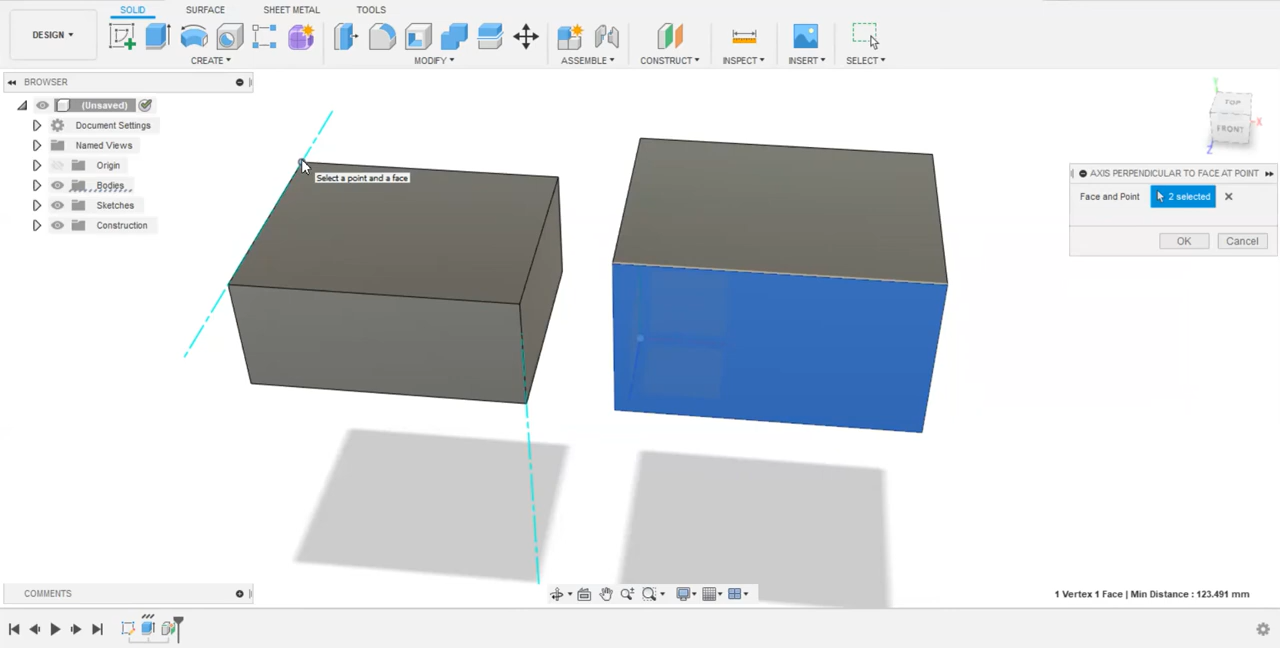 DESIGN
SOLID
SURFACE
SHEET METAL
TOOLS
CREATE
MODIFY
ASSEMBLE
CONSTRUCT
INSPECT
INSERT
SELECT
BROWSER
(Unsaved)
Document Settings
Named Views
Origin
Bodies
Sketches
Construction
Select a point and a face
TOP
FRONT
X
Y
Z
AXIS PERPENDICULAR TO FACE AT POINT
Face and Point
2 selected
OK
Cancel
COMMENTS
1 Vertex 1 Face | Min Distance : 123.491 mm